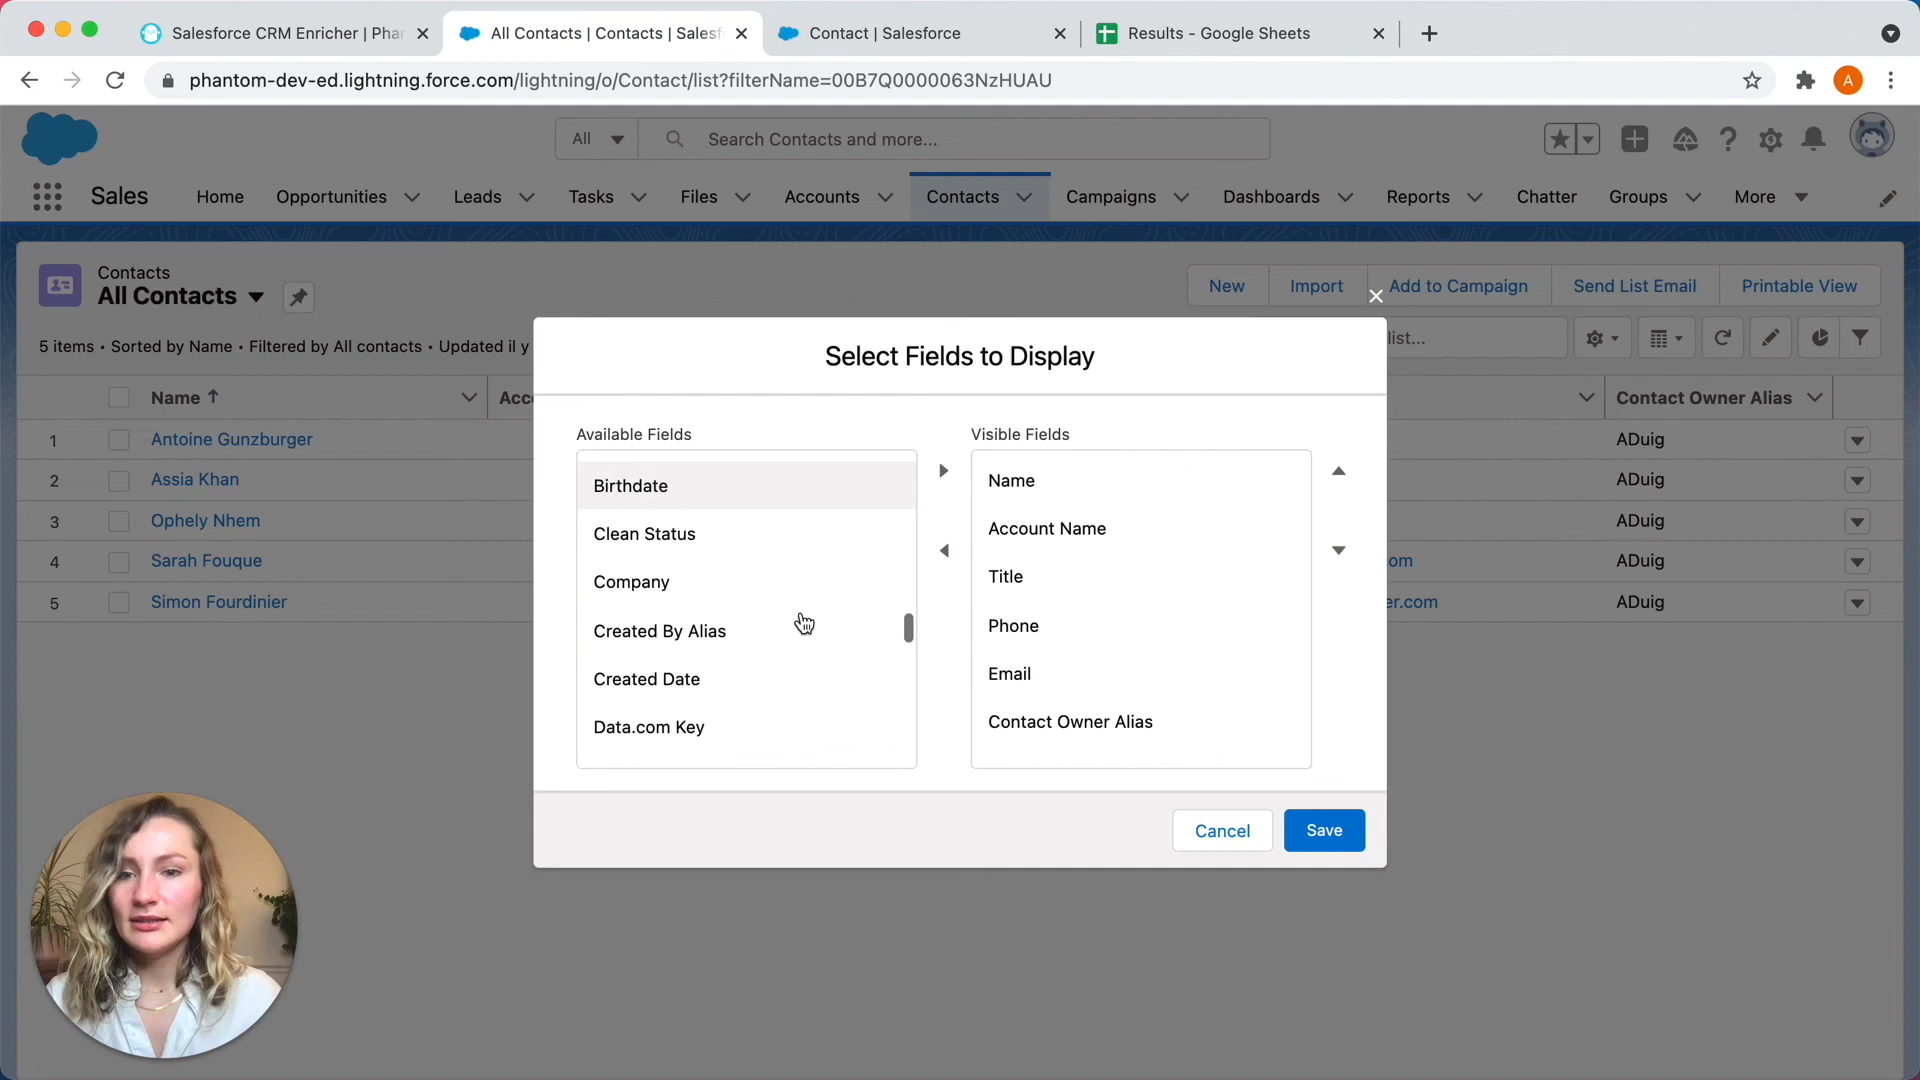 Salesforce CRM Enricher | Phan
All Contacts | Contacts | Salesf
Contact | Salesforce
Results - Google Sheets
phantom-dev-ed.lightning.force.com/lightning/o/Contact/list?filterName=00B7Q0000063NzHUAU
A
All
Search Contacts and more...
Sales
Home
Opportunities
Leads
Tasks
Files
Accounts
Contacts
Campaigns
Dashboards
Reports
Chatter
Groups
More
Contacts
All Contacts
New
Import
Add to Campaign
Send List Email
Printable View
5 items • Sorted by Name • Filtered by All contacts • Updated il y
list...
Name
Acc
Contact Owner Alias
1 Antoine Gunzburger ADuig
2 Assia Khan ADuig
3 Ophely Nhem ADuig
4 Sarah Fouque om ADuig
5 Simon Fourdinier er.com ADuig
Select Fields to Display
Available Fields
Birthdate
Clean Status
Company
Created By Alias
Created Date
Data.com Key
Visible Fields
Name
Account Name
Title
Phone
Email
Contact Owner Alias
Cancel
Save